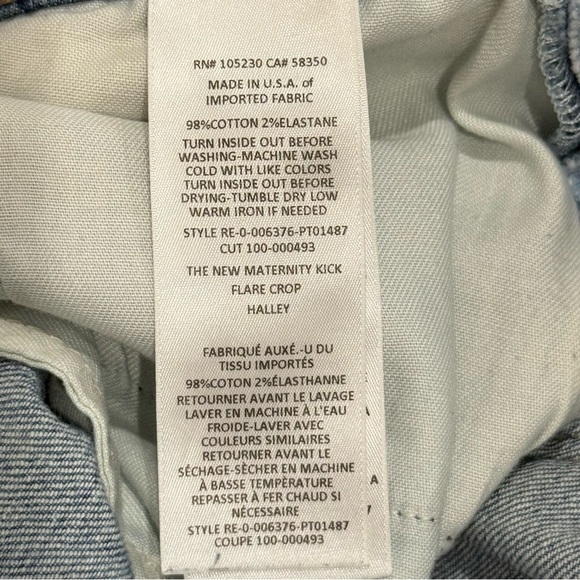 RN# 105230 CA# 58350
MADE IN U.S.A. of
IMPORTED FABRIC
98%COTTON 2%ELASTANE
TURN INSIDE OUT BEFORE
WASHING-MACHINE WASH
COLD WITH LIKE COLORS
TURN INSIDE OUT BEFORE
DRYING-TUMBLE DRY LOW
WARM IRON IF NEEDED
STYLE RE-0-006376-PT01487
CUT 100-000493
THE NEW MATERNITY KICK
FLARE CROP
HALLEY
FABRIQUÉ AUXÉ.-U DU
TISSU IMPORTÉS
98%COTON 2%ÉLASTHANNE
RETOURNER AVANT LE LAVAGE
LAVER EN MACHINE À L'EAU
FROIDE-LAVER AVEC
COULEURS SIMILAIRES
RETOURNER AVANT LE
SÉCHAGE-SÈCHER EN MACHINE
À BASSE TEMPÈRATURE
REPASSER À FER CHAUD SI
NÉCESSAIRE
STYLE RE-0-006376-PT01487
COUPE 100-000493